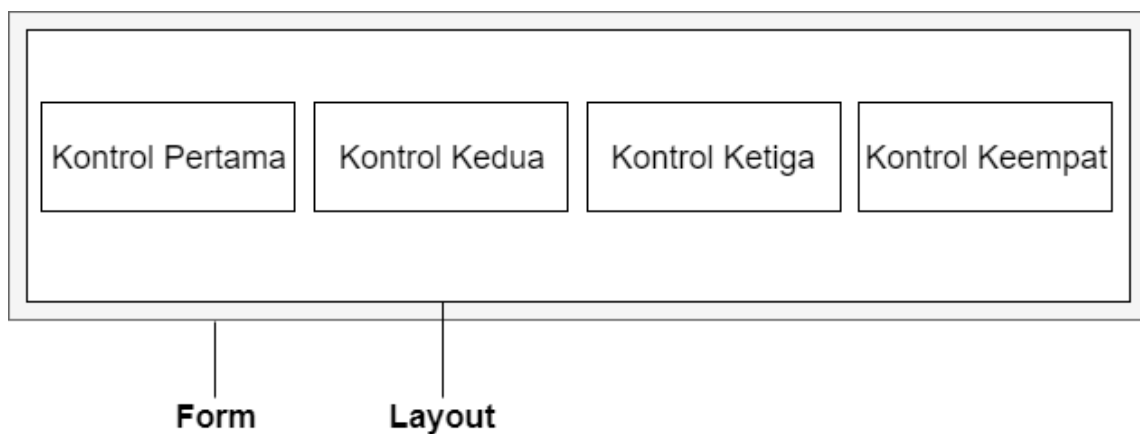 Kontrol Pertama
Kontrol Kedua
Kontrol Ketiga
Kontrol Keempat
Form
Layout